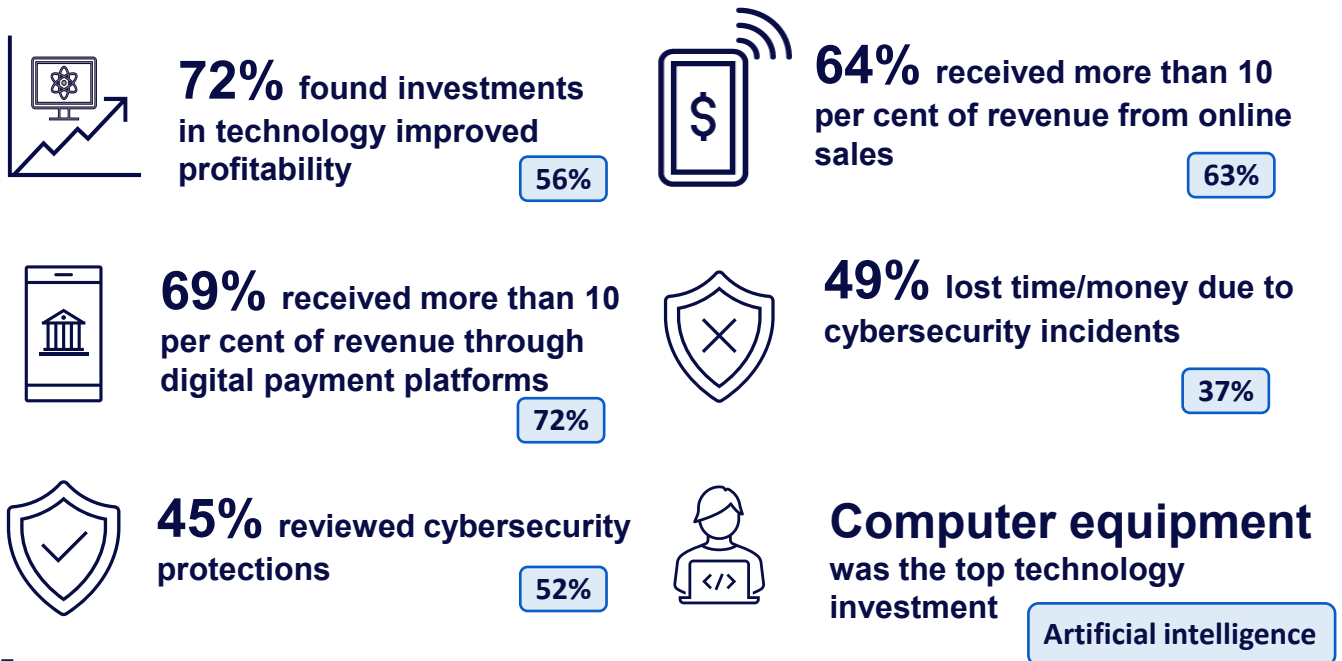 72% found investments
in technology improved
profitability
56%
64% received more than 10
per cent of revenue from online
sales
63%
69% received more than 10
per cent of revenue through
digital payment platforms
72%
49% lost time/money due to
cybersecurity incidents
37%
45% reviewed cybersecurity
protections
52%
Computer equipment
was the top technology
investment
Artificial intelligence